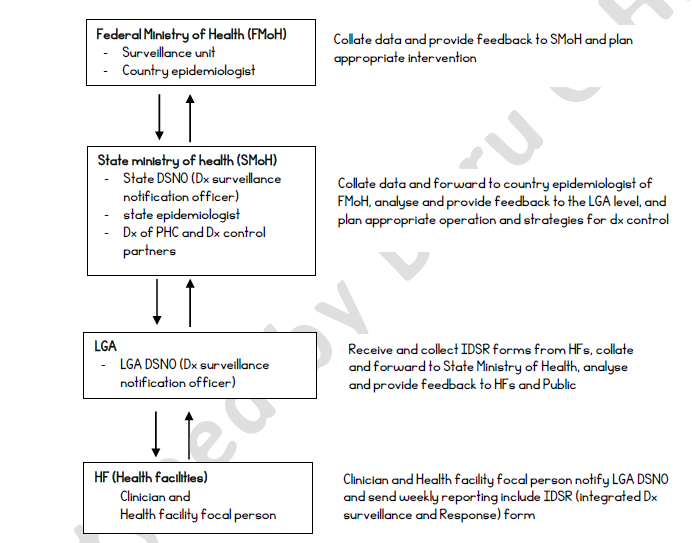 Federal Ministry of Health (FMoH)
- Surveillance unit
- Country epidemiologist
Collate data and provide feedback to SMoH and plan
appropriate intervention
State ministry of health (SMoH)
- State DSNO (Dx surveillance
notification officer)
- state epidemiologist
- Dx of PHC and Dx control
partners
Collate data and forward to country epidemiologist of
FMoH, analyse and provide feedback to the LGA level, and
plan appropriate operation and strategies for dx control
LGA
- LGA DSNO (Dx surveillance
notification officer)
Receive and collect IDSR forms from HFs, collate
and forward to State Ministry of Health, analyse
and provide feedback to HFs and Public
HF (Health facilities)
Clinician and
Health facility focal person
Clinician and Health facility focal person notify LGA DSNO
and send weekly reporting include IDSR (integrated Dx
surveillance and Response) form